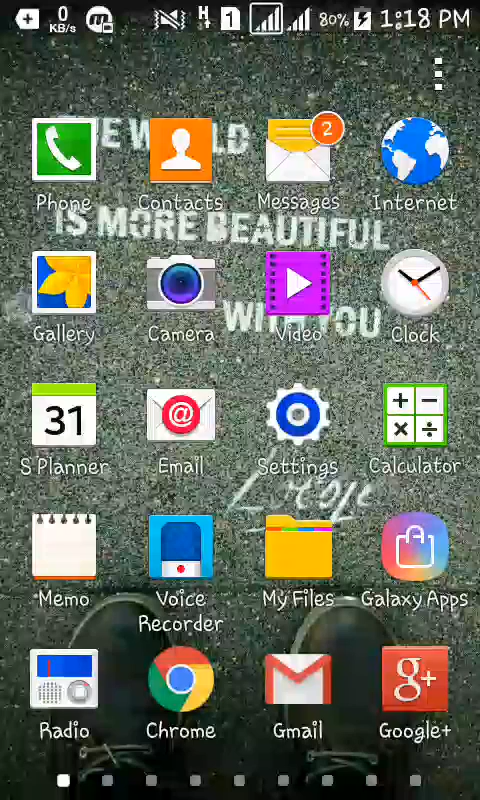 0 KB/s H 1 80% 1:18 PM
THE WORLD
2
Phone Contacts Messages Internet
IS MORE BEAUTIFUL
WITH YOU
Gallery Camera Video Clock
31 @ + − × ÷
S Planner Email Settings Calculator
Memo Voice Recorder My Files Galaxy Apps
g+
Radio Chrome Gmail Google+